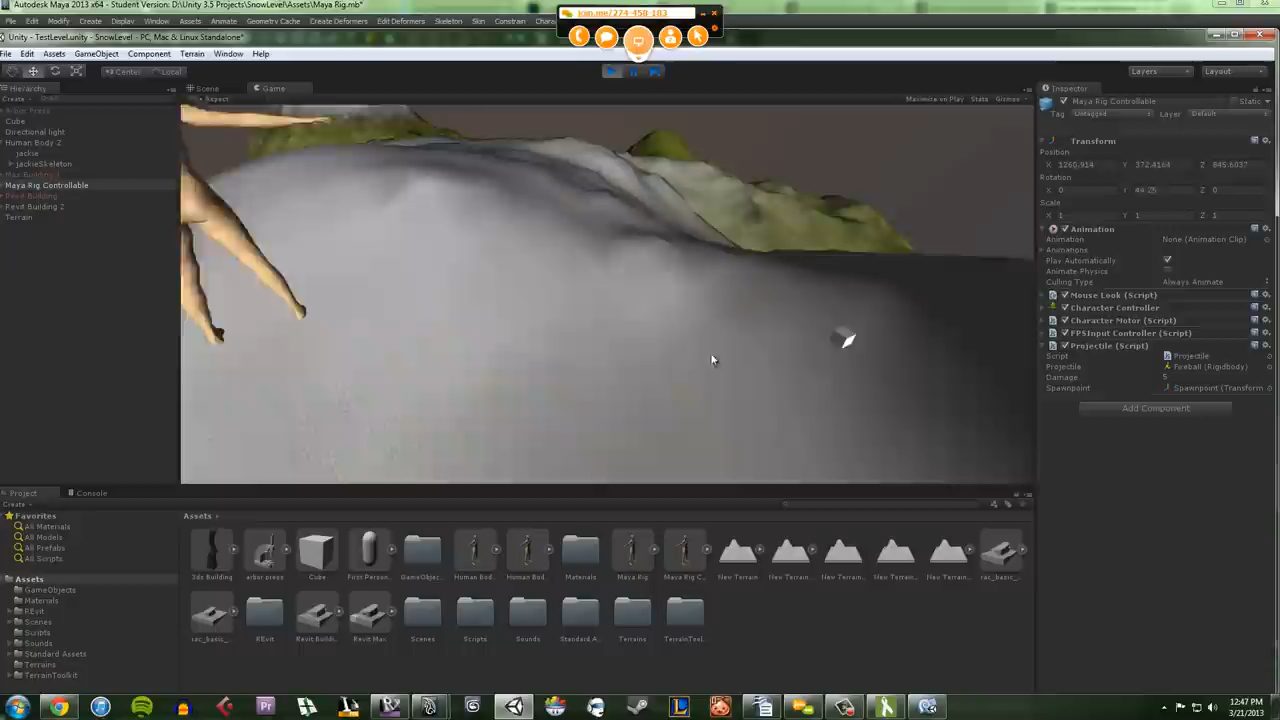 Autodesk Maya 2013 x64 - Student Version: D:\Unity 3.5 Projects\SnowLevel\Assets\Maya Rig.mb*
File Edit Modify Create Display Window Assets Animate Geometry Cache Create Deformers Edit Deformers Skeleton Skin Constrain Chara
join.me/274-458-183
Unity - TestLevel.unity - SnowLevel - PC, Mac & Linux Standalone*
File Edit Assets GameObject Component Terrain Window Help
Center Local Layers Layout
Hierarchy
Create
Arbor Press
Cube
Directional light
Human Body 2
jackie
jackieSkeleton
Maya Rig Controllable
Revit Building
Revit Building 2
Terrain
Scene Game
Aspect Maximize on Play Stats Gizmos
Inspector
Maya Rig Controllable Static
Tag Untagged Layer Default
Transform
Position
X 1260.914 Y 372.4164 Z 845.6037
Rotation
X 0 Y 44.25 Z 0
Scale
X 1 Y 1 Z 1
Animation
Animation None (Animation Clip)
Animations
Play Automatically
Animate Physics
Culling Type Always Animate
Mouse Look (Script)
Character Controller
Character Motor (Script)
FPSInput Controller (Script)
Projectile (Script)
Script Projectile
Projectile Fireball (Rigidbody)
Damage 5
Spawnpoint Spawnpoint (Transform
Add Component
Project Console
Create
Favorites
All Materials
All Models
All Prefabs
All Scripts
Assets
GameObjects
Materials
REvit
Scenes
Scripts
Sounds
Standard Assets
Terrains
TerrainToolkit
Assets
3ds Building arbor press Cube First Person... GameObjec... Human Bod... Human Bod... Materials Maya Rig Maya Rig C... New Terrain New Terrain... New Terrain... New Terrain... New Terrain... rac_basic_...
rac_basic_... REvit Revit Buildi... Revit Max Scenes Scripts Sounds Standard A... Terrains TerrainTool...
12:47 PM
3/21/2013